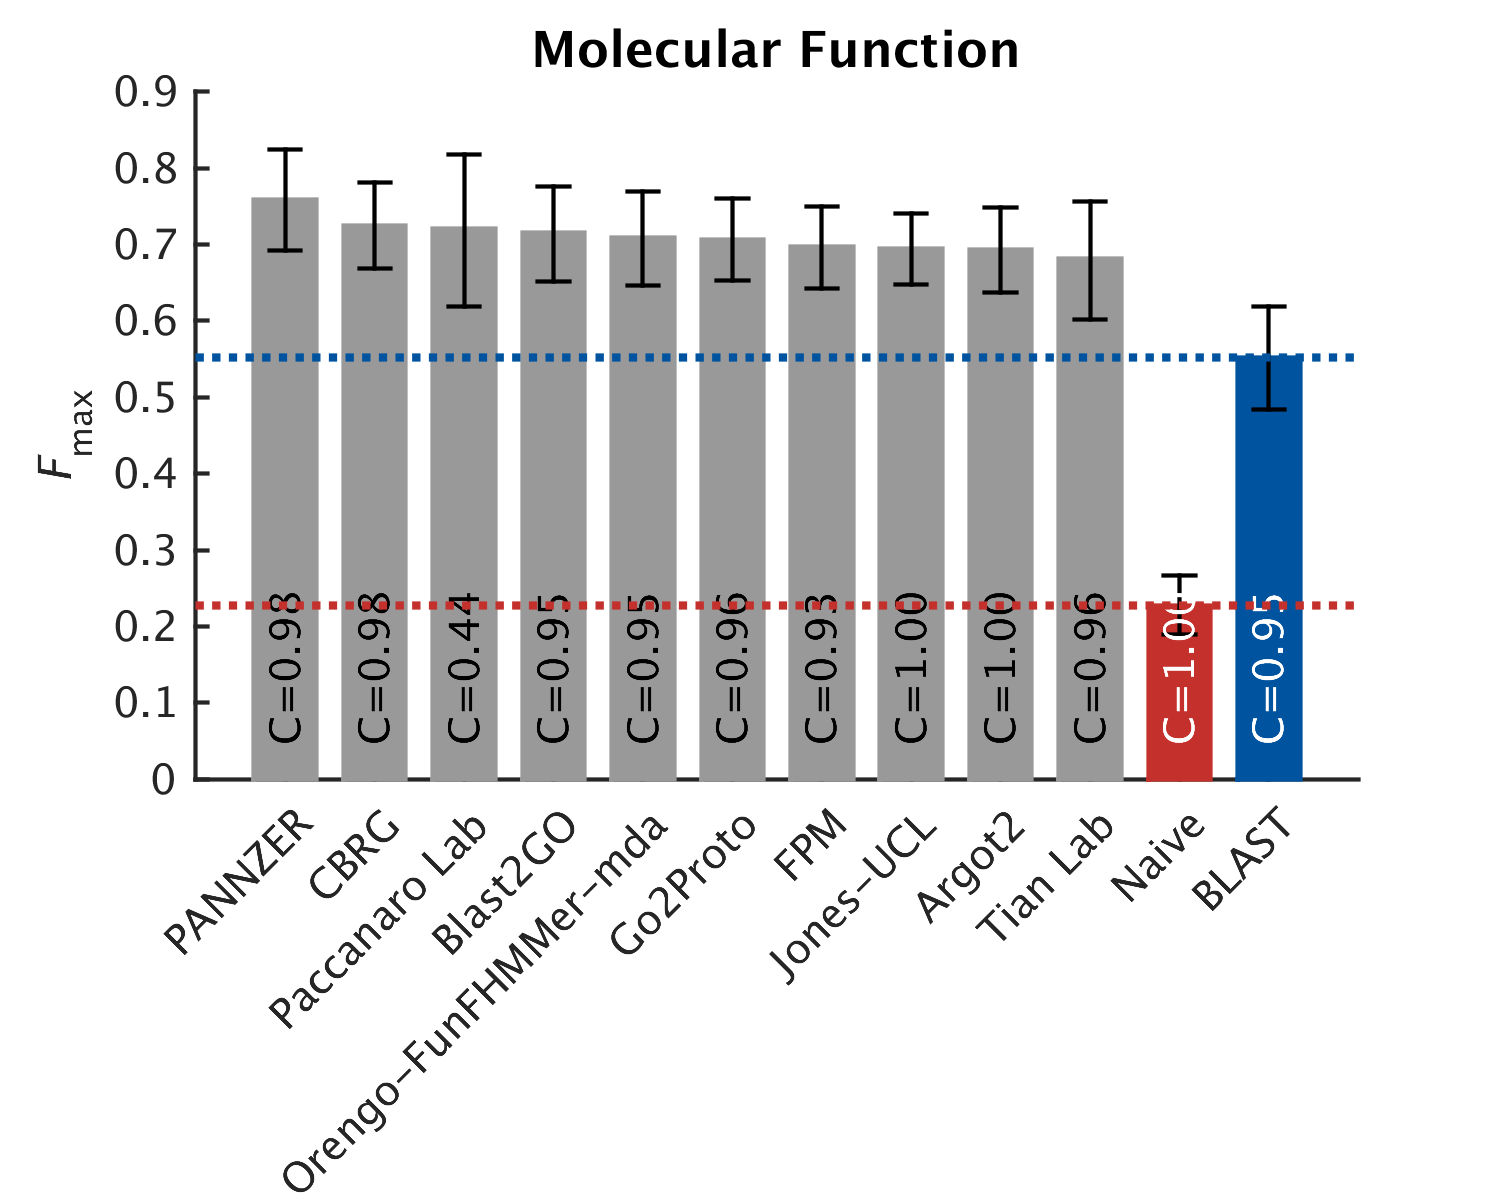 Molecular Function
0.9
0.8
0.7
0.6
0.5
0.4
0.3
0.2
0.1
0
Fmax
C=0.98
C=0.98
C=0.44
C=0.95
C=0.95
C=0.96
C=0.93
C=1.00
C=1.00
C=0.96
C=1.00
C=0.95
PANNZER
CBRG
Paccanaro Lab
Blast2GO
Orengo-FunFHMMer-mda
Go2Proto
FPM
Jones-UCL
Argot2
Tian Lab
Naive
BLAST